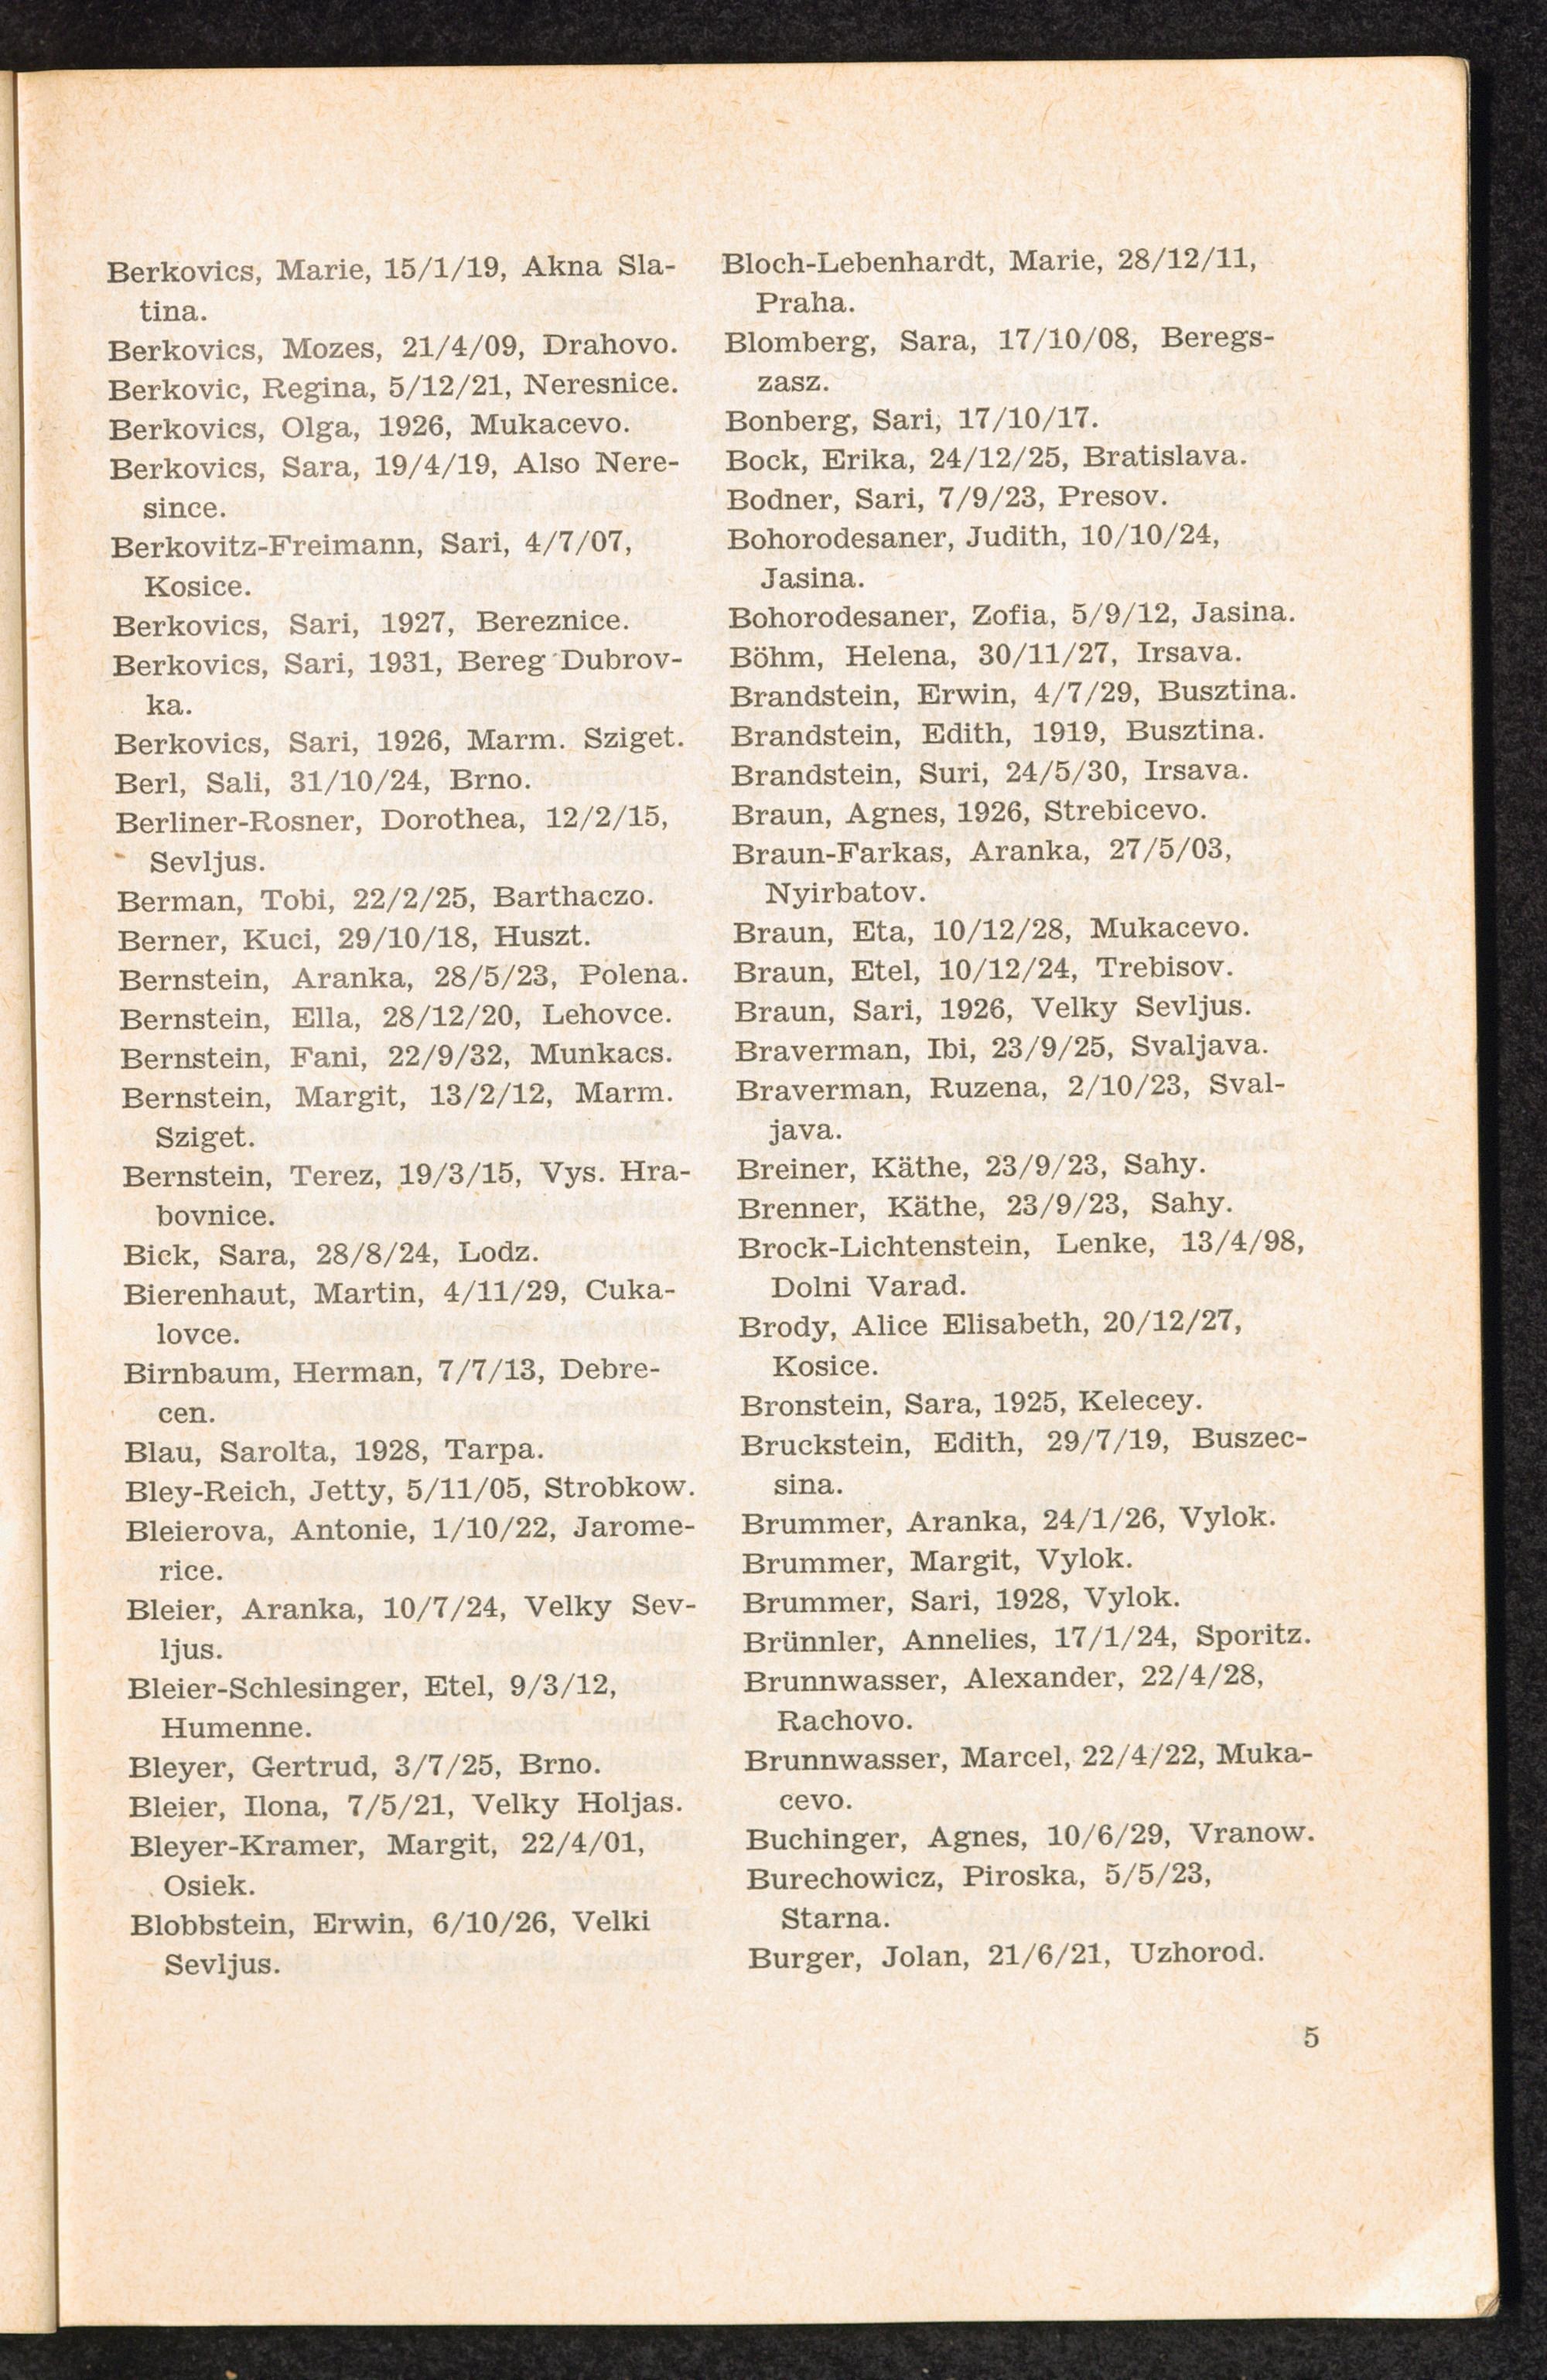 Berkovics, Marie, 15/1/19, Akna Sla-
tina.
Berkovics, Mozes, 21/4/09, Drahovo.
Berkovic, Regina, 5/12/21, Neresnice.
Berkovics, Olga, 1926, Mukacevo.
Berkovics, Sara, 19/4/19, Also Nere-
since.
Berkovitz-Freimann, Sari, 4/7/07,
Kosice.
Berkovics, Sari, 1927, Bereznice.
Berkovics, Sari, 1931, Bereg Dubrov-
ka.
Berkovics, Sari, 1926, Marm. Sziget.
Berl, Sali, 31/10/24, Brno.
Berliner-Rosner, Dorothea, 12/2/15,
Sevljus.
Berman, Tobi, 22/2/25, Barthaczo.
Berner, Kuci, 29/10/18, Huszt.
Bernstein, Aranka, 28/5/23, Polena.
Bernstein, Ella, 28/12/20, Lehovce.
Bernstein, Fani, 22/9/32, Munkacs.
Bernstein, Margit, 13/2/12, Marm.
Sziget.
Bernstein, Terez, 19/3/15, Vys. Hra-
bovnice.
Bick, Sara, 28/8/24, Lodz.
Bierenhaut, Martin, 4/11/29, Cuka-
lovce.
Birnbaum, Herman, 7/7/13, Debre-
cen.
Blau, Sarolta, 1928, Tarpa.
Bley-Reich, Jetty, 5/11/05, Strobkow.
Bleierova, Antonie, 1/10/22, Jarome-
rice.
Bleier, Aranka, 10/7/24, Velky Sev-
ljus.
Bleier-Schlesinger, Etel, 9/3/12,
Humenne.
Bleyer, Gertrud, 3/7/25, Brno.
Bleier, Ilona, 7/5/21, Velky Holjas.
Bleyer-Kramer, Margit, 22/4/01,
Osiek.
Blobbstein, Erwin, 6/10/26, Velki
Sevljus.
Bloch-Lebenhardt, Marie, 28/12/11,
Praha.
Blomberg, Sara, 17/10/08, Beregs-
zasz.
Bonberg, Sari, 17/10/17.
Bock, Erika, 24/12/25, Bratislava.
Bodner, Sari, 7/9/23, Presov.
Bohorodesaner, Judith, 10/10/24,
Jasina.
Bohorodesaner, Zofia, 5/9/12, Jasina.
Böhm, Helena, 30/11/27, Irsava.
Brandstein, Erwin, 4/7/29, Busztina.
Brandstein, Edith, 1919, Busztina.
Brandstein, Suri, 24/5/30, Irsava.
Braun, Agnes, 1926, Strebicevo.
Braun-Farkas, Aranka, 27/5/03,
Nyirbatov.
Braun, Eta, 10/12/28, Mukacevo.
Braun, Etel, 10/12/24, Trebisov.
Braun, Sari, 1926, Velky Sevljus.
Braverman, Ibi, 23/9/25, Svaljava.
Braverman, Ruzena, 2/10/23, Sval-
java.
Breiner, Käthe, 23/9/23, Sahy.
Brenner, Käthe, 23/9/23, Sahy.
Brock-Lichtenstein, Lenke, 13/4/98,
Dolni Varad.
Brody, Alice Elisabeth, 20/12/27,
Kosice.
Bronstein, Sara, 1925, Kelecey.
Bruckstein, Edith, 29/7/19, Buszec-
sina.
Brummer, Aranka, 24/1/26, Vylok.
Brummer, Margit, Vylok.
Brummer, Sari, 1928, Vylok.
Brünnler, Annelies, 17/1/24, Sporitz.
Brunnwasser, Alexander, 22/4/28,
Rachovo.
Brunnwasser, Marcel, 22/4/22, Muka-
cevo.
Buchinger, Agnes, 10/6/29, Vranow.
Burechowicz, Piroska, 5/5/23,
Starna.
Burger, Jolan, 21/6/21, Uzhorod.
5